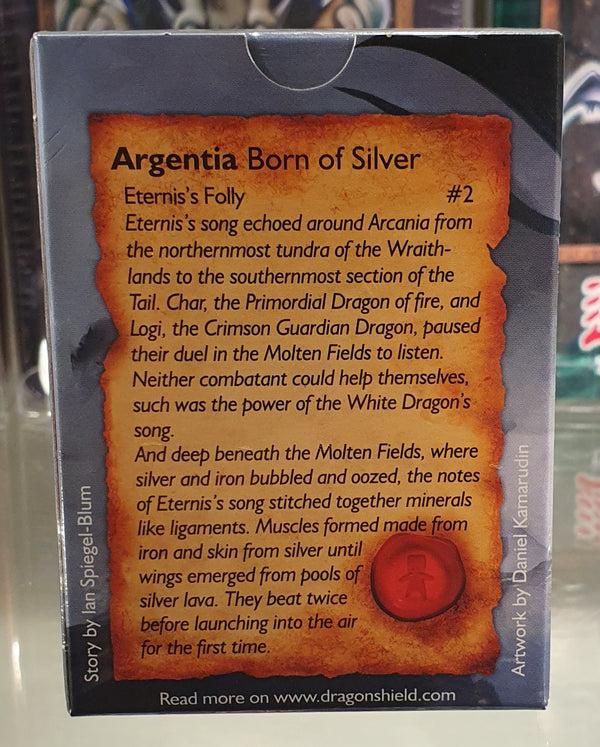 Argentia Born of Silver
Eternis's Folly #2
Eternis's song echoed around Arcania from
the northernmost tundra of the Wraith-
lands to the southernmost section of the
Tail. Char, the Primordial Dragon of fire, and
Logi, the Crimson Guardian Dragon, paused
their duel in the Molten Fields to listen.
Neither combatant could help themselves,
such was the power of the White Dragon's
song.
And deep beneath the Molten Fields, where
silver and iron bubbled and oozed, the notes
of Eternis's song stitched together minerals
like ligaments. Muscles formed made from
iron and skin from silver until
wings emerged from pools of
silver lava. They beat twice
before launching into the air
for the first time.
Story by Ian Spiegel-Blum
Artwork by Daniel Kamarudin
Read more on www.dragonshield.com